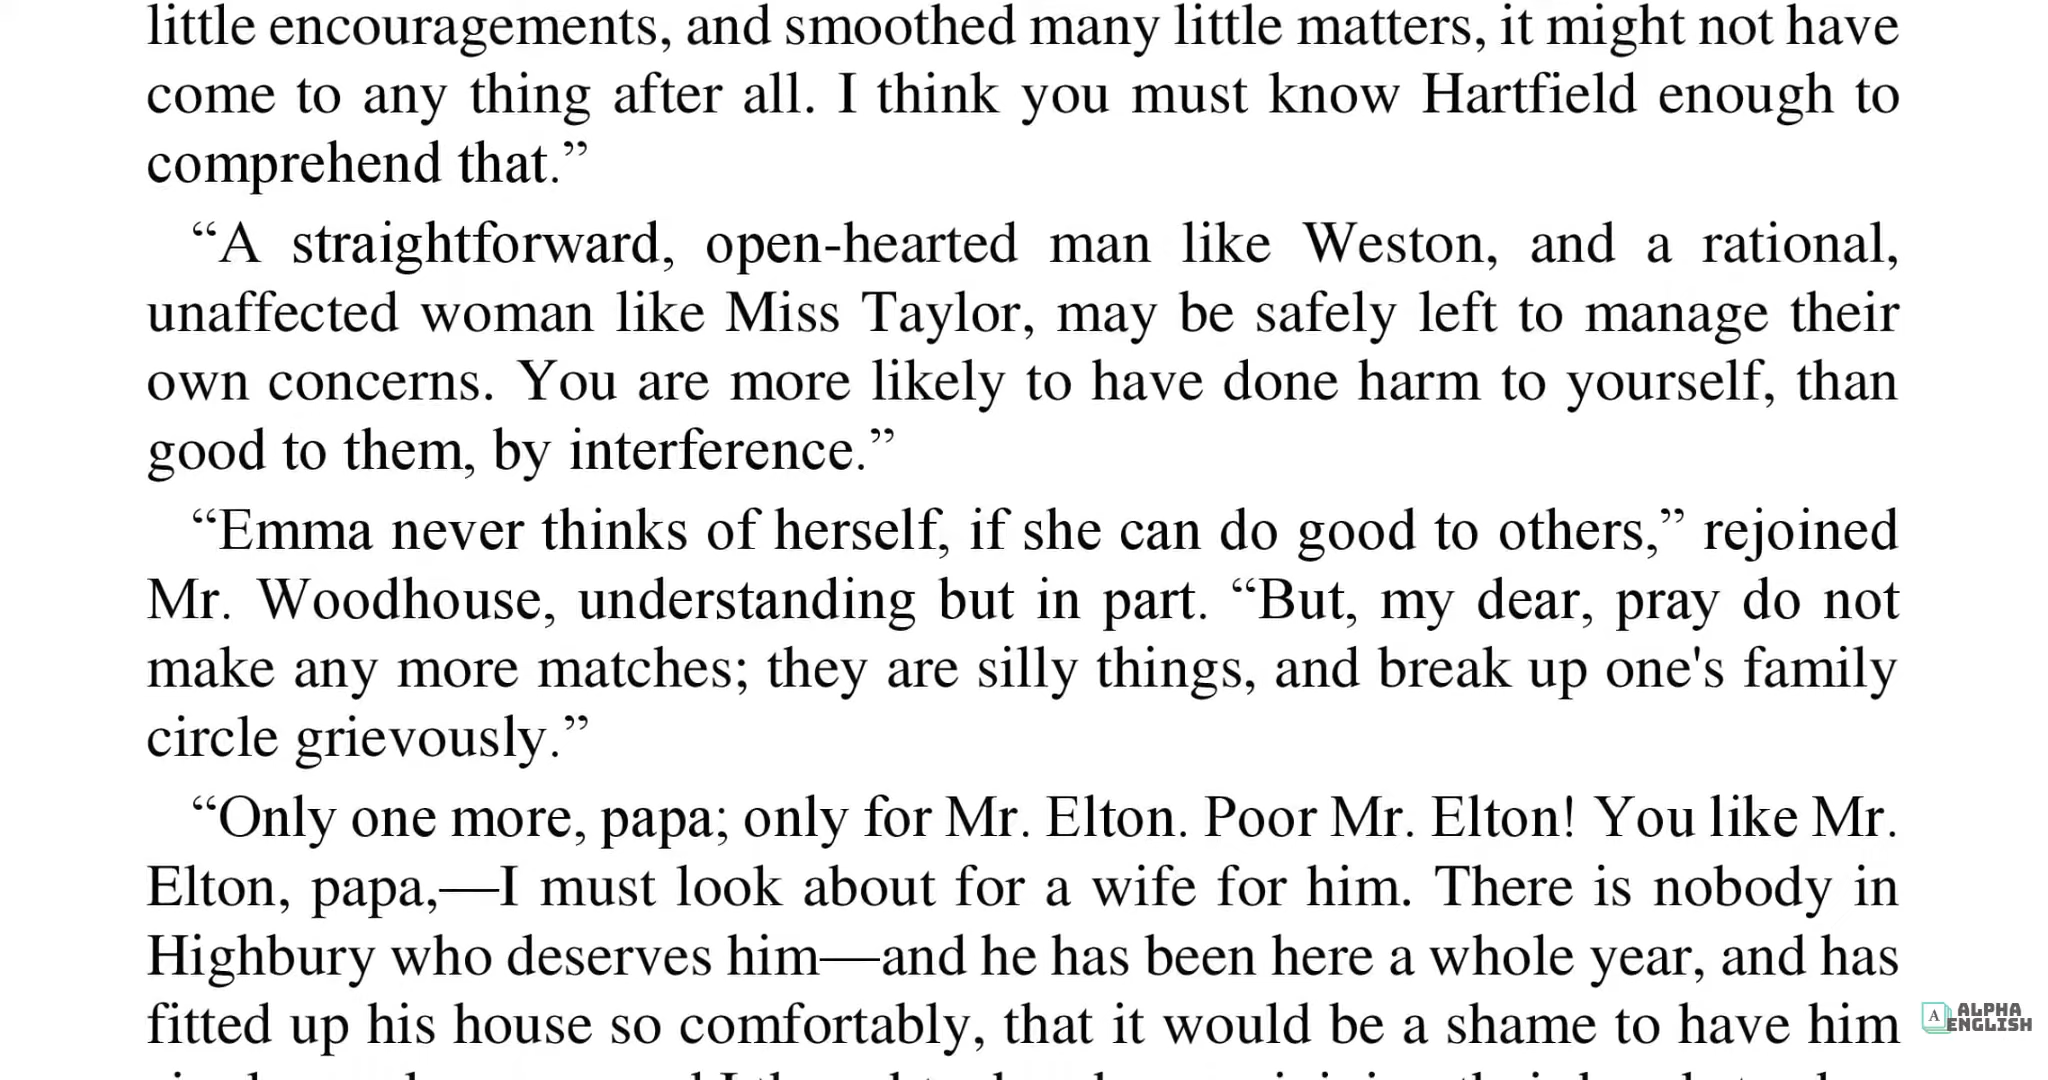 little encouragements, and smoothed many little matters, it might not have
come to any thing after all. I think you must know Hartfield enough to
comprehend that.”
“A straightforward, open-hearted man like Weston, and a rational,
unaffected woman like Miss Taylor, may be safely left to manage their
own concerns. You are more likely to have done harm to yourself, than
good to them, by interference.”
“Emma never thinks of herself, if she can do good to others,” rejoined
Mr. Woodhouse, understanding but in part. “But, my dear, pray do not
make any more matches; they are silly things, and break up one's family
circle grievously.”
“Only one more, papa; only for Mr. Elton. Poor Mr. Elton! You like Mr.
Elton, papa,—I must look about for a wife for him. There is nobody in
Highbury who deserves him—and he has been here a whole year, and has
fitted up his house so comfortably, that it would be a shame to have him
A ALPHA
ENGLISH